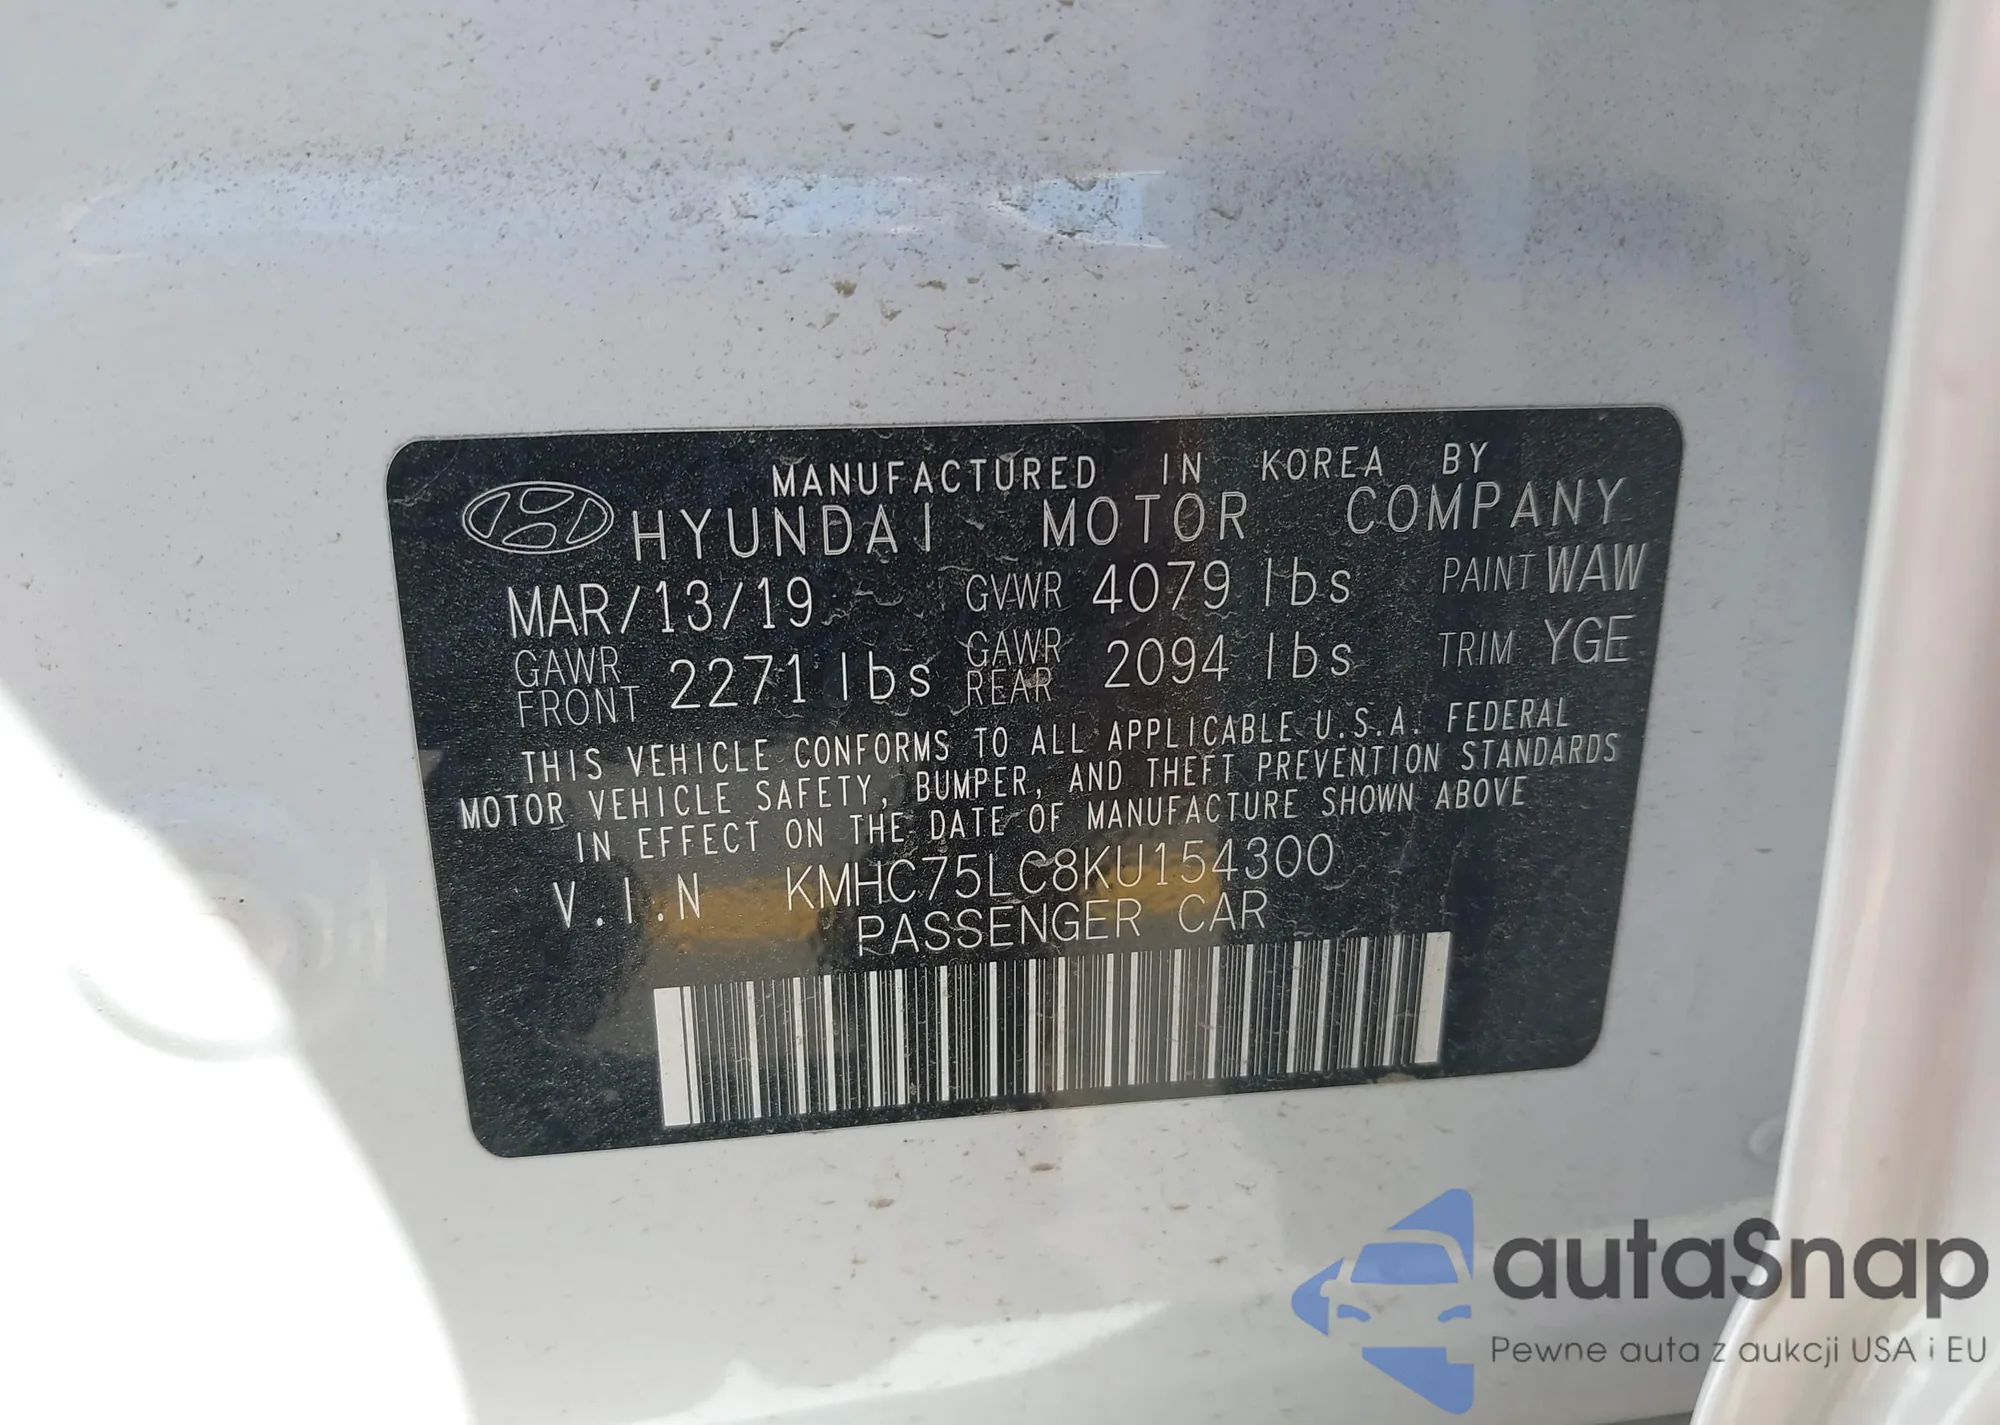 MANUFACTURED IN KOREA BY
HYUNDAI MOTOR COMPANY
MAR/13/19 GVWR 4079 lbs PAINT WAW
GAWR FRONT 2271 lbs GAWR REAR 2094 lbs TRIM YGE
THIS VEHICLE CONFORMS TO ALL APPLICABLE U.S.A. FEDERAL
MOTOR VEHICLE SAFETY, BUMPER, AND THEFT PREVENTION STANDARDS
IN EFFECT ON THE DATE OF MANUFACTURE SHOWN ABOVE
V.I.N KMHC75LC8KU154300
PASSENGER CAR
autaSnap
Pewne auta z aukcji USA i EU